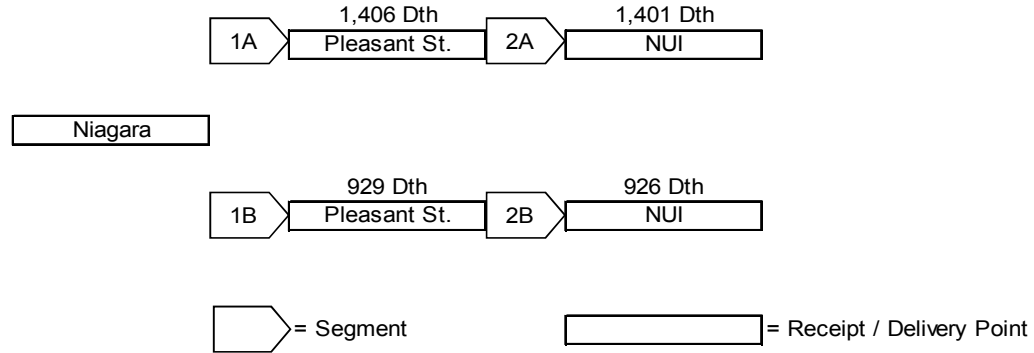 1,406 Dth 1,401 Dth
1A Pleasant St. 2A NUI
Niagara
929 Dth 926 Dth
1B Pleasant St. 2B NUI
= Segment = Receipt / Delivery Point